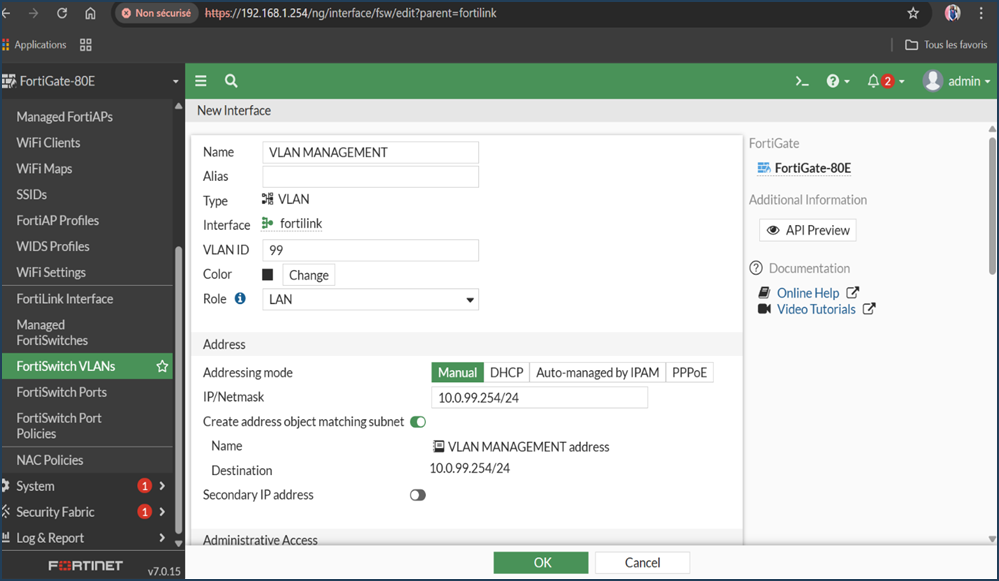 Non sécurisé https://192.168.1.254/ng/interface/fsw/edit?parent=fortilink
Applications
Tous les favoris
FortiGate-80E
Managed FortiAPs
WiFi Clients
WiFi Maps
SSIDs
FortiAP Profiles
WIDS Profiles
WiFi Settings
FortiLink Interface
Managed
FortiSwitches
FortiSwitch VLANs
FortiSwitch Ports
FortiSwitch Port
Policies
NAC Policies
System 1
Security Fabric 1
Log & Report
FORTINET v7.0.15
>_ ? 2 admin
New Interface
Name VLAN MANAGEMENT
Alias
Type VLAN
Interface fortilink
VLAN ID 99
Color Change
Role LAN
Address
Addressing mode Manual DHCP Auto-managed by IPAM PPPoE
IP/Netmask 10.0.99.254/24
Create address object matching subnet
Name VLAN MANAGEMENT address
Destination 10.0.99.254/24
Secondary IP address
Administrative Access
OK Cancel
FortiGate
FortiGate-80E
Additional Information
API Preview
Documentation
Online Help
Video Tutorials